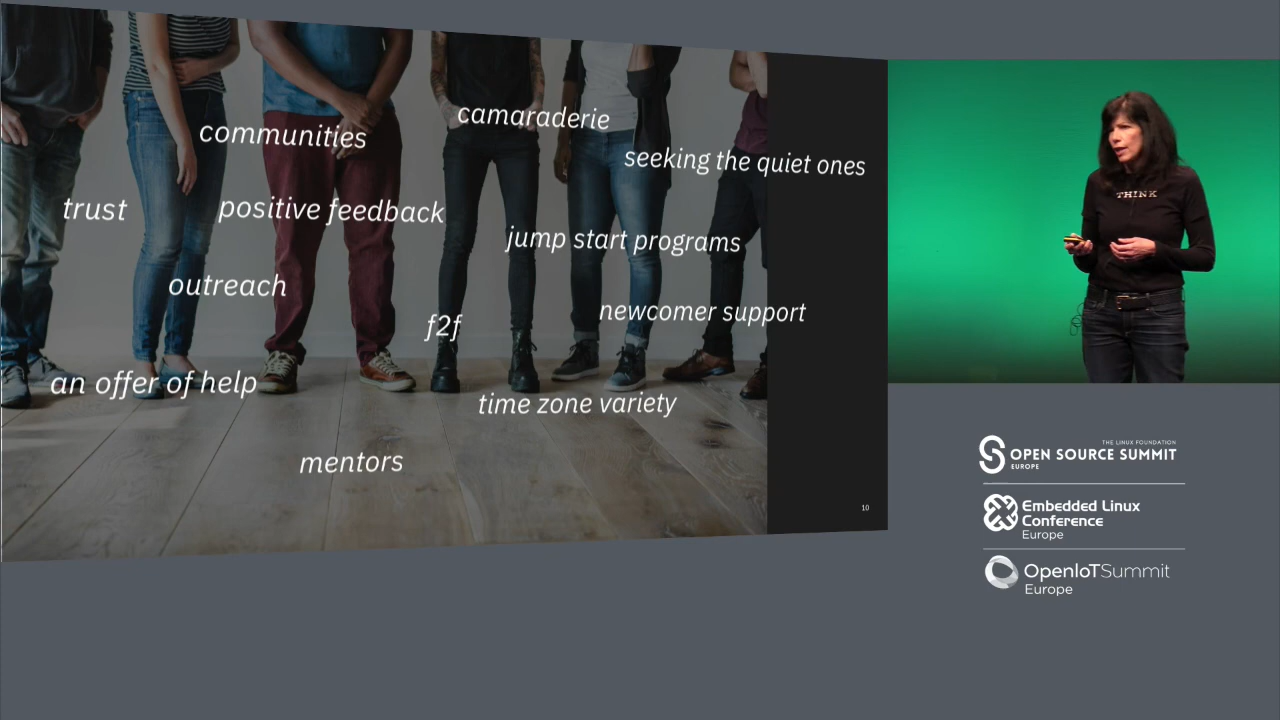 camaraderie
communities
seeking the quiet ones
trust
positive feedback
jump start programs
outreach
newcomer support
f2f
an offer of help
time zone variety
mentors
10
THINK
THE LINUX FOUNDATION
OPEN SOURCE SUMMIT
EUROPE
Embedded Linux
Conference
Europe
OpenIoTSummit
Europe